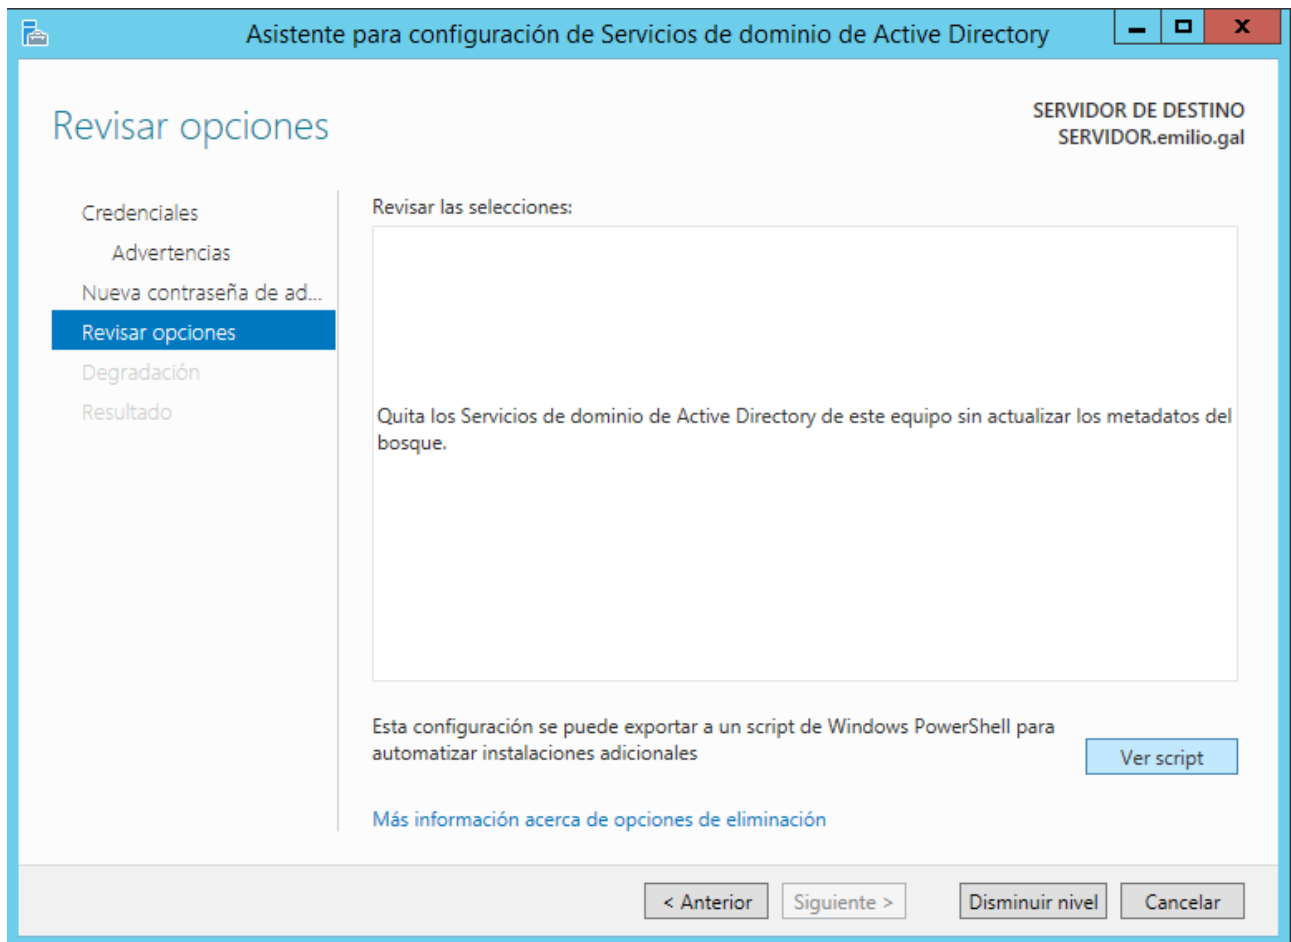 Asistente para configuración de Servicios de dominio de Active Directory
Revisar opciones
SERVIDOR DE DESTINO
SERVIDOR.emilio.gal
Credenciales
Advertencias
Nueva contraseña de ad...
Revisar opciones
Degradación
Resultado
Revisar las selecciones:
Quita los Servicios de dominio de Active Directory de este equipo sin actualizar los metadatos del
bosque.
Esta configuración se puede exportar a un script de Windows PowerShell para
automatizar instalaciones adicionales
Ver script
Más información acerca de opciones de eliminación
< Anterior
Siguiente >
Disminuir nivel
Cancelar